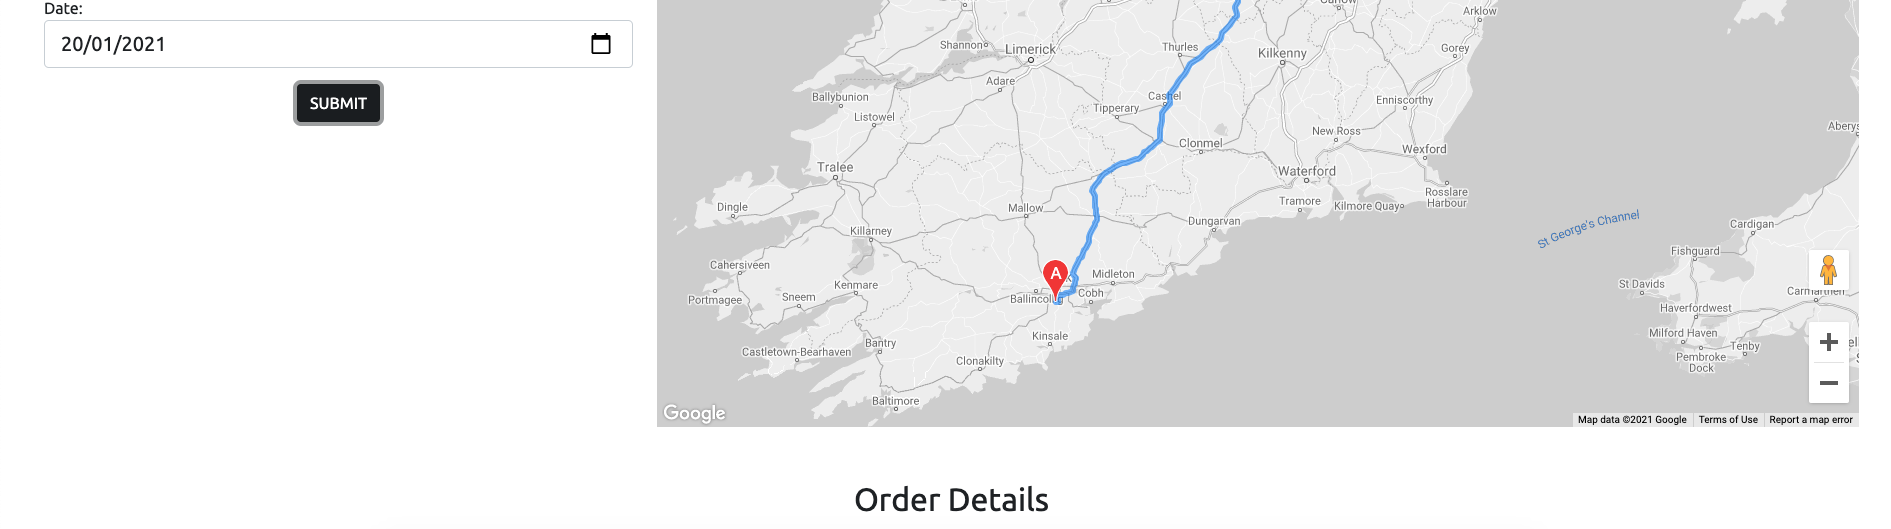 Date:
20/01/2021
SUBMIT
Arklow
Shannon
Limerick
Thurles
Kilkenny
Gorey
Adare
Ballybunion
Cashel
Tipperary
Enniscorthy
Listowel
New Ross
Clonmel
Wexford
Tralee
Waterford
Rosslare
Harbour
Dingle
Mallow
Tramore
Kilmore Quay
Dungarvan
St George's Channel
Cardigan
Killarney
Fishguard
Cahersiveen
A
Midleton
Kenmare
St Davids
Portmagee
Sneem
Cobh
Haverfordwest
Kinsale
Milford Haven
Bantry
Tenby
Castletown-Bearhaven
Clonakilty
Pembroke
Dock
Baltimore
Google
Map data ©2021 Google
Terms of Use
Report a map error
Order Details